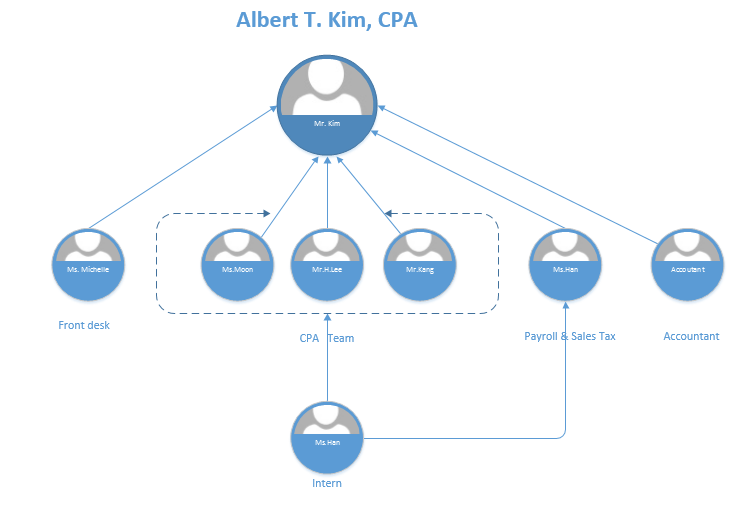 Albert T. Kim, CPA
Mr. Kim
Ms. Michelle
Ms.Moon
Mr.H.Lee
Mr.Kang
Ms.Han
Accoutant
Front desk
CPA Team
Payroll & Sales Tax
Accountant
Ms.Han
Intern